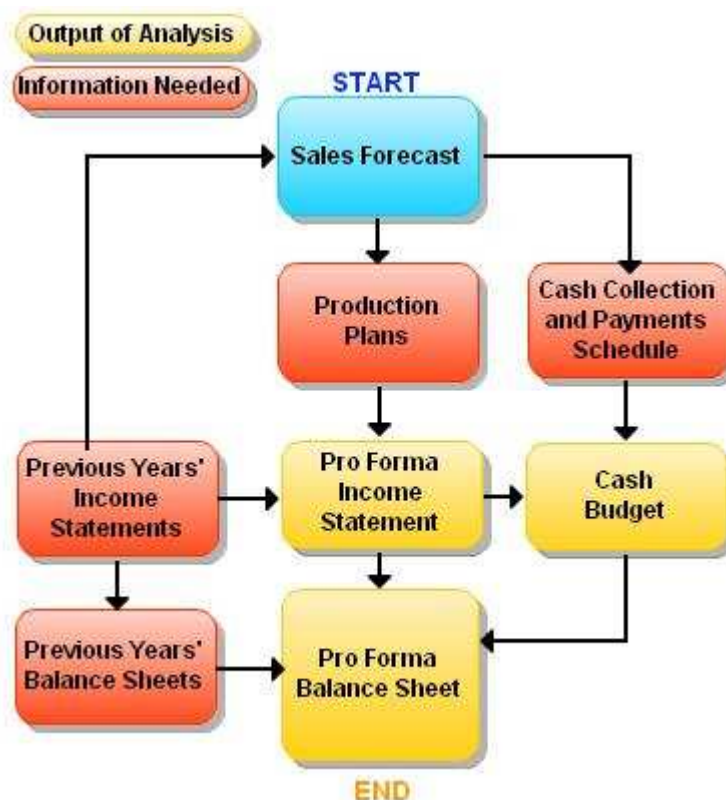 Output of Analysis
Information Needed
START
Sales Forecast
Production
Plans
Cash Collection
and Payments
Schedule
Previous Years'
Income
Statements
Pro Forma
Income
Statement
Cash
Budget
Previous Years'
Balance Sheets
Pro Forma
Balance Sheet
END